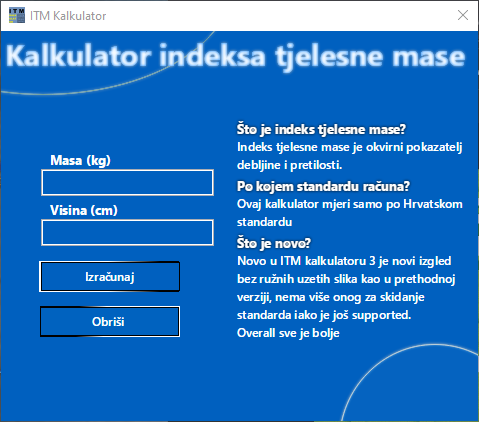 ITM
ITM Kalkulator
Kalkulator indeksa tjelesne mase
Masa (kg)
Visina (cm)
Izračunaj
Obriši
Što je indeks tjelesne mase?
Indeks tjelesne mase je okvirni pokazatelj
debljine i pretilosti.
Po kojem standardu računa?
Ovaj kalkulator mjeri samo po Hrvatskom
standardu
Što je novo?
Novo u ITM kalkulatoru 3 je novi izgled
bez ružnih uzetih slika kao u prethodnoj
verziji, nema više onog za skidanje
standarda iako je još supported.
Overall sve je bolje